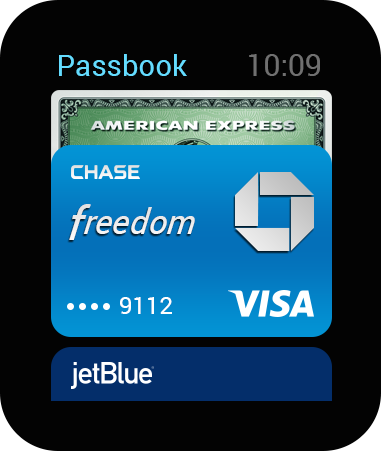 Passbook 10:09
AMERICAN EXPRESS
CHASE
freedom
•••• 9112 VISA
jetBlue